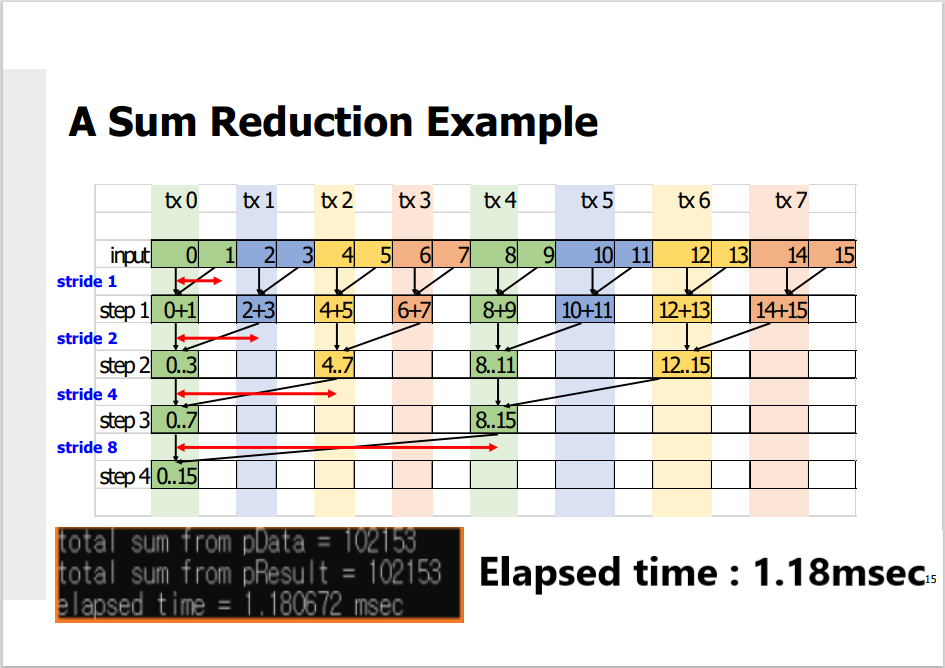 A Sum Reduction Example
tx 0 tx 1 tx 2 tx 3 tx 4 tx 5 tx 6 tx 7
input 0 1 2 3 4 5 6 7 8 9 10 11 12 13 14 15
stride 1
step 1 0+1 2+3 4+5 6+7 8+9 10+11 12+13 14+15
stride 2
step 2 0..3 4..7 8..11 12..15
stride 4
step 3 0..7 8..15
stride 8
step 4 0..15
total sum from pData = 102153
total sum from pResult = 102153
elapsed time = 1.180672 msec
Elapsed time : 1.18msec
15